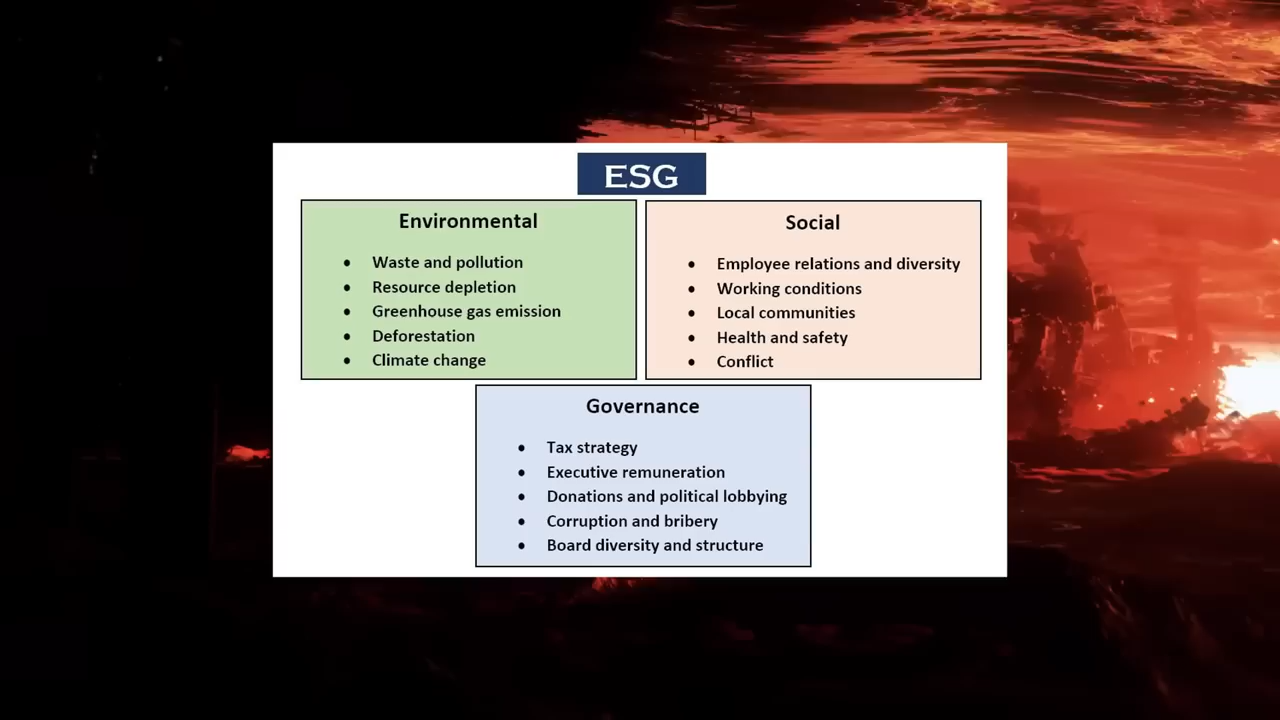 ESG
Environmental
• Waste and pollution
• Resource depletion
• Greenhouse gas emission
• Deforestation
• Climate change
Social
• Employee relations and diversity
• Working conditions
• Local communities
• Health and safety
• Conflict
Governance
• Tax strategy
• Executive remuneration
• Donations and political lobbying
• Corruption and bribery
• Board diversity and structure